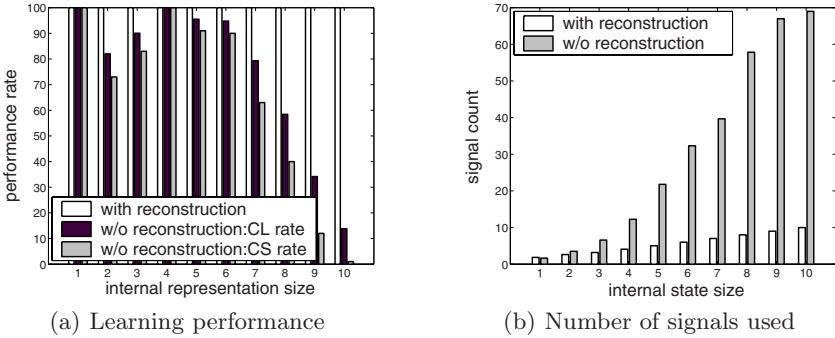 100
90
80
70
60
50
40
30
20
10
0
performance rate
with reconstruction
w/o reconstruction:CL rate
w/o reconstruction:CS rate
1 2 3 4 5 6 7 8 9 10
internal representation size
(a) Learning performance
70
60
50
40
30
20
10
0
signal count
with reconstruction
w/o reconstruction
1 2 3 4 5 6 7 8 9 10
internal state size
(b) Number of signals used